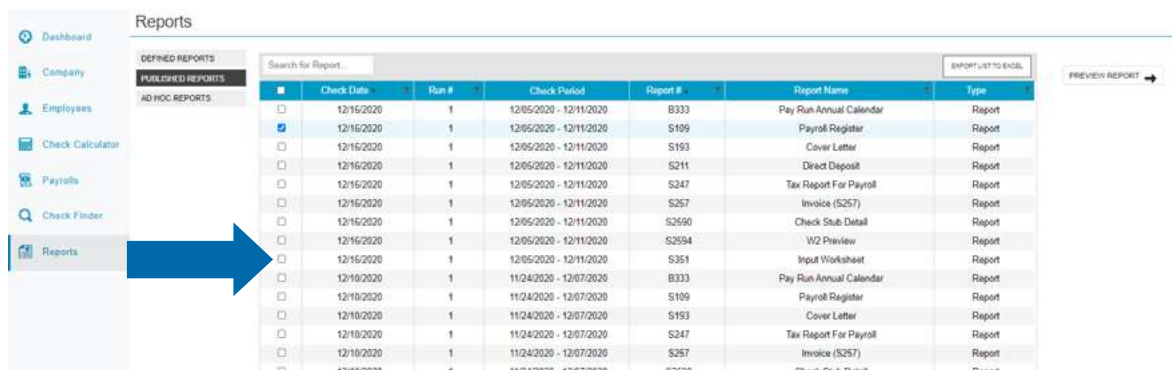 Reports
Dashboard
Company
Employees
Check Calculator
Payrolls
Check Finder
Reports
DEFINED REPORTS
PUBLISHED REPORTS
AD HOC REPORTS
Search for Report...
EXPORT LIST TO EXCEL
PREVIEW REPORT
Check Date Run # Check Period Report # Report Name Type
12/16/2020 1 12/05/2020 - 12/11/2020 B333 Pay Run Annual Calendar Report
12/16/2020 1 12/05/2020 - 12/11/2020 S109 Payroll Register Report
12/16/2020 1 12/05/2020 - 12/11/2020 S193 Cover Letter Report
12/16/2020 1 12/05/2020 - 12/11/2020 S211 Direct Deposit Report
12/16/2020 1 12/05/2020 - 12/11/2020 S247 Tax Report For Payroll Report
12/16/2020 1 12/05/2020 - 12/11/2020 S257 Invoice (S257) Report
12/16/2020 1 12/05/2020 - 12/11/2020 S2590 Check Stub Detail Report
12/16/2020 1 12/05/2020 - 12/11/2020 S2594 W2 Preview Report
12/16/2020 1 12/05/2020 - 12/11/2020 S351 Input Worksheet Report
12/10/2020 1 11/24/2020 - 12/07/2020 B333 Pay Run Annual Calendar Report
12/10/2020 1 11/24/2020 - 12/07/2020 S109 Payroll Register Report
12/10/2020 1 11/24/2020 - 12/07/2020 S193 Cover Letter Report
12/10/2020 1 11/24/2020 - 12/07/2020 S247 Tax Report For Payroll Report
12/10/2020 1 11/24/2020 - 12/07/2020 S257 Invoice (S257) Report